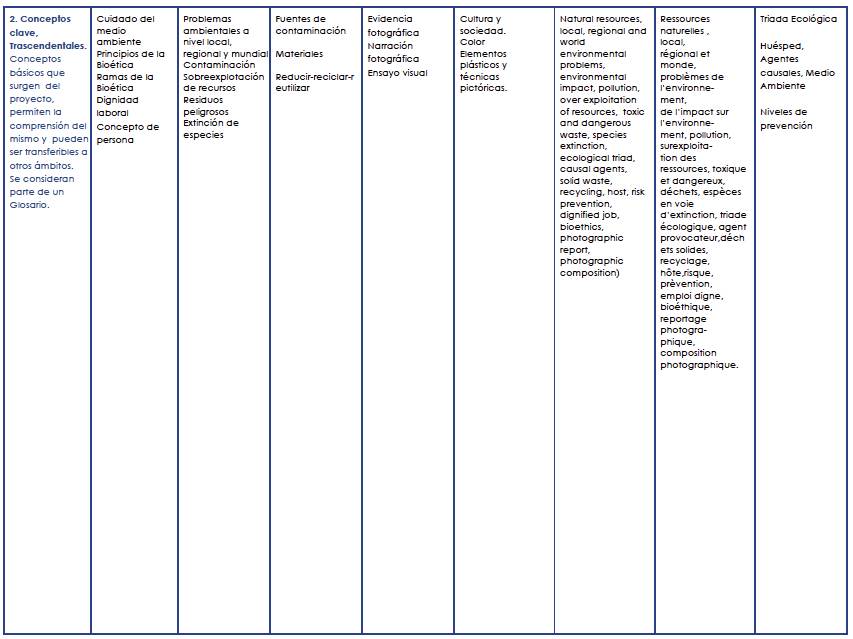 2. Conceptos
clave,
Trascendentales.
Conceptos
básicos que
surgen del
proyecto,
permiten la
comprensión del
mismo y pueden
ser transferibles a
otros ámbitos.
Se consideran
parte de un
Glosario.
Cuidado del
medio
ambiente
Principios de la
Bioética
Ramas de la
Bioética
Dignidad
laboral
Concepto de
persona
Problemas
ambientales a
nivel local,
regional y mundial
Contaminación
Sobreexplotación
de recursos
Residuos
peligrosos
Extinción de
especies
Fuentes de
contaminación
Materiales
Reducir-reciclar-r
eutilizar
Evidencia
fotográfica
Narración
fotográfica
Ensayo visual
Cultura y
sociedad.
Color
Elementos
plásticos y
técnicas
pictóricas.
Natural resources,
local, regional and
world
environmental
problems,
environmental
impact, pollution,
over exploitation
of resources, toxic
and dangerous
waste, species
extinction,
ecological triad,
causal agents,
solid waste,
recycling, host, risk
prevention,
dignified job,
bioethics,
photographic
report,
photographic
composition)
Ressources
naturelles ,
local,
régional et
monde,
problèmes de
l'environne-
ment,
de l'impact sur
l'environne-
ment, pollution,
surexploita-
tion des
ressources, toxique
et dangereux,
déchets, espèces
en voie
d'extinction, triade
écologique, agent
provocateur,déch
ets solides,
recyclage,
hôte,risque,
prèvention,
emploi digne,
bioéthique,
reportage
photogra-
phique,
composition
photographique.
Triada Ecológica
Huésped,
Agentes
causales, Medio
Ambiente
Niveles de
prevención